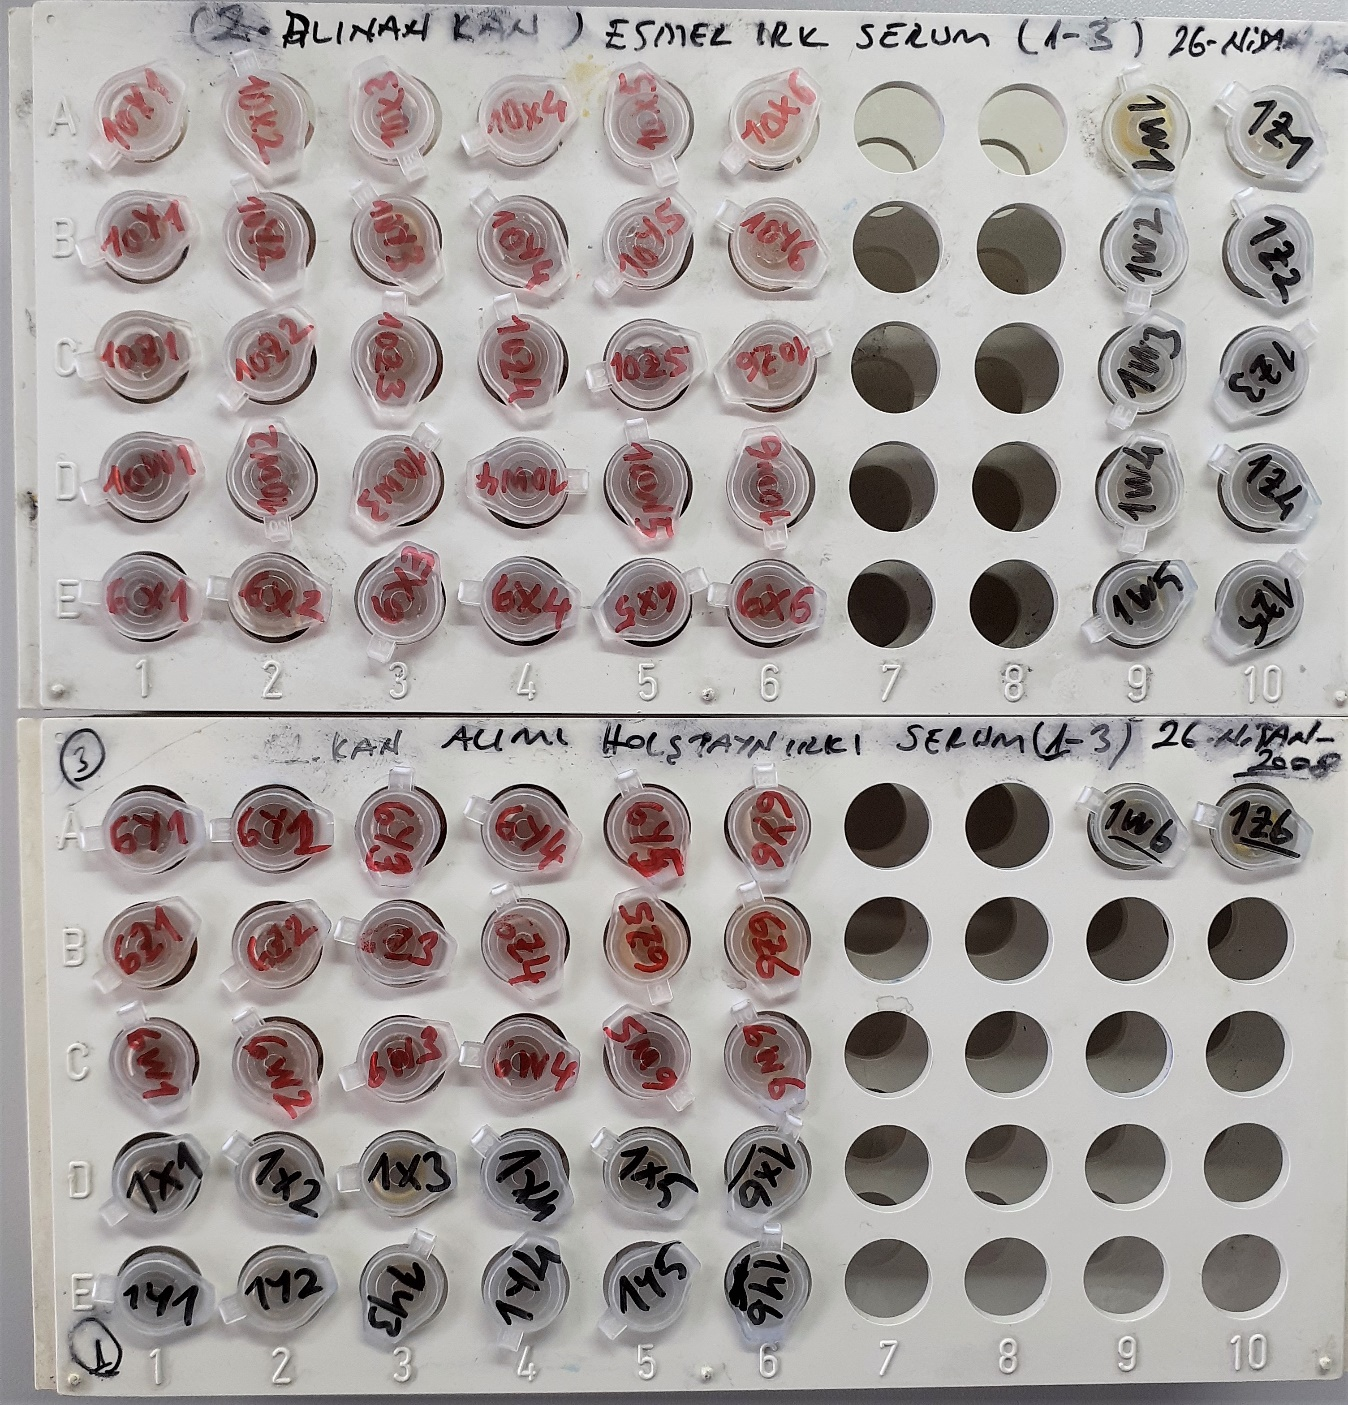 (2. ALINAN KAN) ESMER IRK SERUM (1-3) 26-NİSA
A 10X1 10X2 10X3 10X4 10X5 10X6 1W1 1Z1
B 10Y1 10Y2 10Y3 10Y4 10Y5 10Y6 1W2 1Z2
C 10Z1 10Z2 10Z3 10Z4 10Z5 10Z6 1W3 1Z3
D 10W1 10W2 10W3 10W4 10W5 10W6 1W4 1Z4
E 6X1 6X2 6X3 6X4 6X5 6X6 1W5 1Z5
1 2 3 4 5 6 7 8 9 10
3 KAN ALIMI HOLŞTAYN IRKI SERUM (1-3) 26-NİSAN-
2008
A 6Y1 6Y2 6Y3 6Y4 6Y5 6Y6 1W6 1Z6
B 6Z1 6Z2 6Z3 6Z4 6Z5 6Z6
C 6W1 6W2 6W3 6W4 6W5 6W6
D 1X1 1X2 1X3 1X4 1X5 1X6
E 1Y1 1Y2 1Y3 1Y4 1Y5 1Y6
1 1 2 3 4 5 6 7 8 9 10